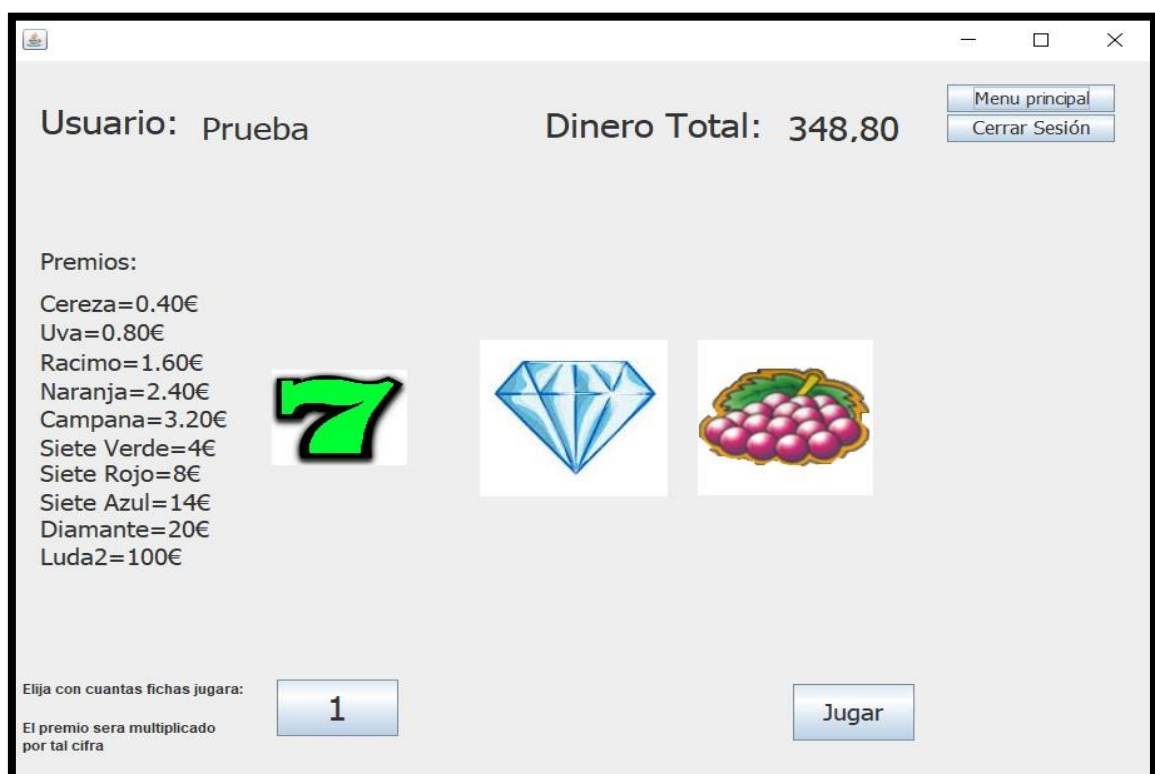 Menu principal
Usuario: Prueba
Dinero Total: 348,80
Cerrar Sesión
Premios:
Cereza=0.40€
Uva=0.80€
Racimo=1.60€
Naranja=2.40€
Campana=3.20€
Siete Verde=4€
Siete Rojo=8€
Siete Azul=14€
Diamante=20€
Luda2=100€
7
Elija con cuantas fichas jugara:
1
Jugar
El premio sera multiplicado
por tal cifra